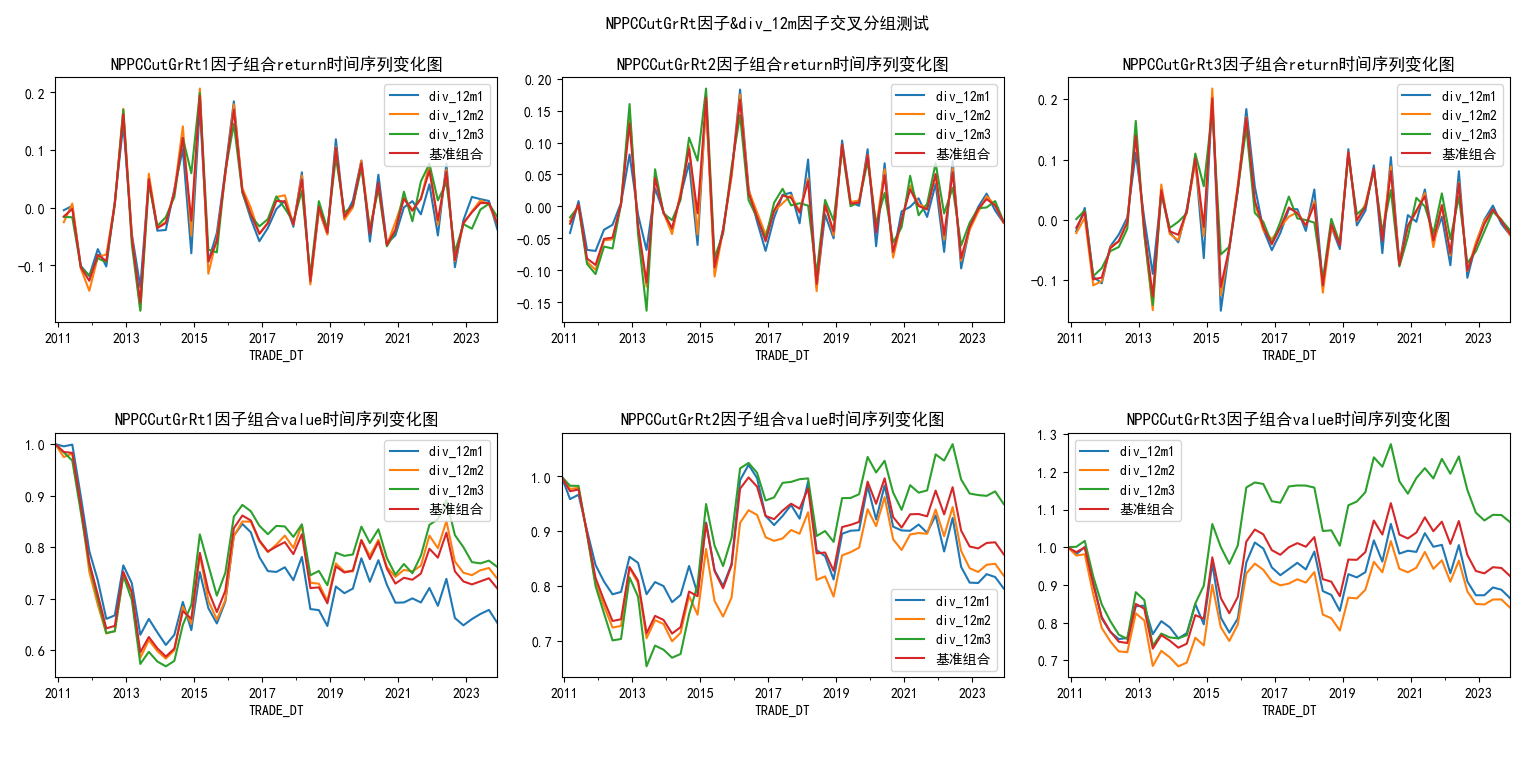 NPPCCutGrRt因子&div_12m因子交叉分组测试
NPPCCutGrRt1因子组合return时间序列变化图
0.2
0.1
0.0
−0.1
div_12m1
div_12m2
div_12m3
基准组合
2011
2013
2015
2017
2019
2021
2023
TRADE_DT
NPPCCutGrRt2因子组合return时间序列变化图
0.20
0.15
0.10
0.05
0.00
−0.05
−0.10
−0.15
div_12m1
div_12m2
div_12m3
基准组合
2011
2013
2015
2017
2019
2021
2023
TRADE_DT
NPPCCutGrRt3因子组合return时间序列变化图
0.2
0.1
0.0
−0.1
div_12m1
div_12m2
div_12m3
基准组合
2011
2013
2015
2017
2019
2021
2023
TRADE_DT
NPPCCutGrRt1因子组合value时间序列变化图
1.0
0.9
0.8
0.7
0.6
div_12m1
div_12m2
div_12m3
基准组合
2011
2013
2015
2017
2019
2021
2023
TRADE_DT
NPPCCutGrRt2因子组合value时间序列变化图
1.0
0.9
0.8
0.7
div_12m1
div_12m2
div_12m3
基准组合
2011
2013
2015
2017
2019
2021
2023
TRADE_DT
NPPCCutGrRt3因子组合value时间序列变化图
1.3
1.2
1.1
1.0
0.9
0.8
0.7
div_12m1
div_12m2
div_12m3
基准组合
2011
2013
2015
2017
2019
2021
2023
TRADE_DT